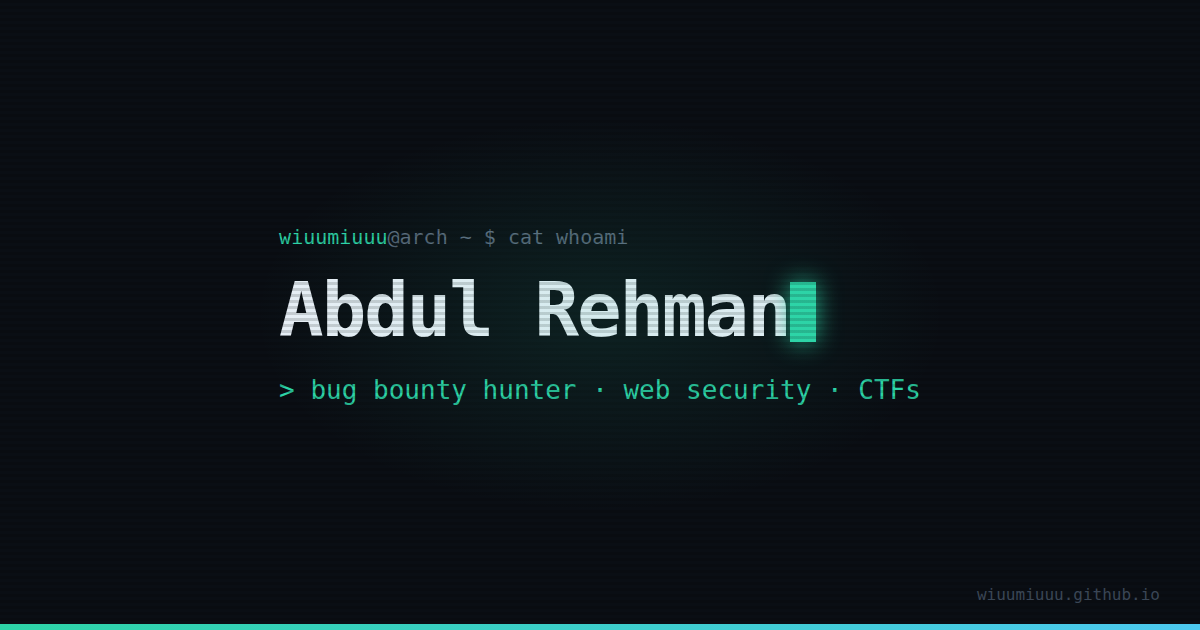 wiuumiuuu@arch ~ $ cat whoami
Abdul Rehman
> bug bounty hunter · web security · CTFs
wiuumiuuu.github.io